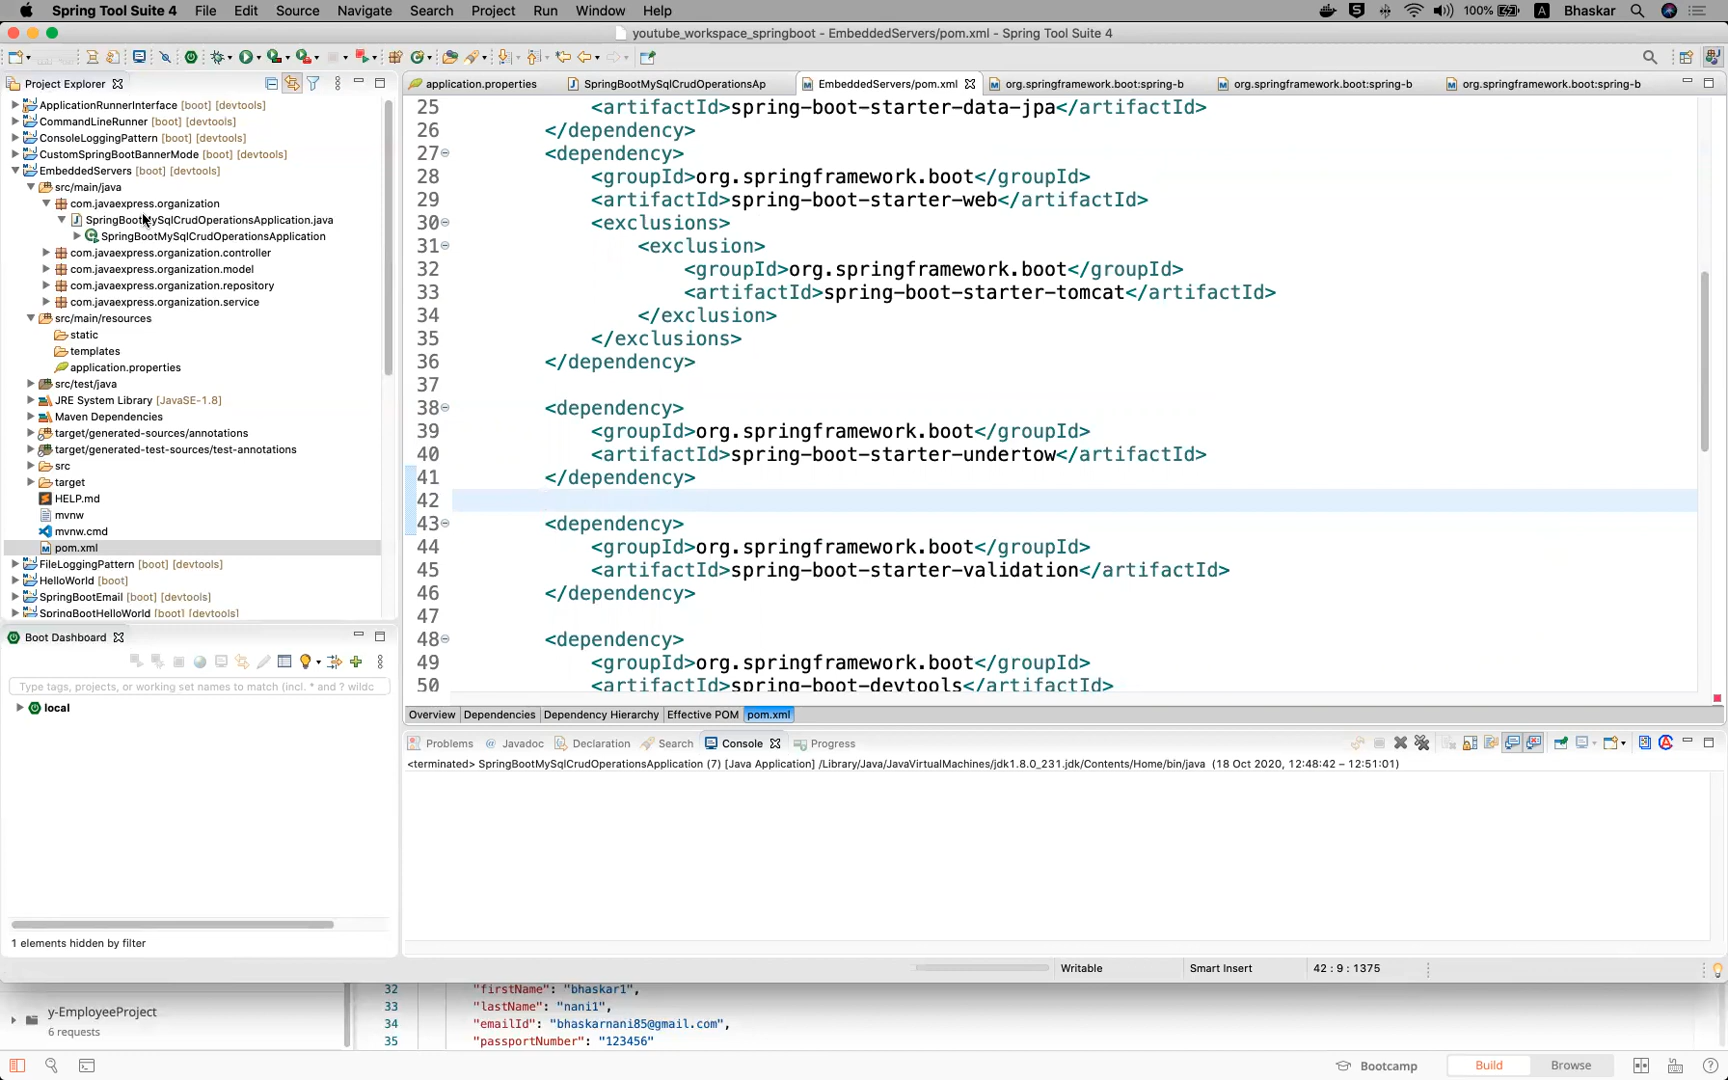 Spring Tool Suite 4 File Edit Source Navigate Search Project Run Window Help 100% A Bhaskar
youtube_workspace_springboot - EmbeddedServers/pom.xml - Spring Tool Suite 4
Project Explorer
ApplicationRunnerInterface [boot] [devtools]
CommandLineRunner [boot] [devtools]
ConsoleLoggingPattern [boot] [devtools]
CustomSpringBootBannerMode [boot] [devtools]
EmbeddedServers [boot] [devtools]
src/main/java
com.javaexpress.organization
SpringBootMySqlCrudOperationsApplication.java
SpringBootMySqlCrudOperationsApplication
com.javaexpress.organization.controller
com.javaexpress.organization.model
com.javaexpress.organization.repository
com.javaexpress.organization.service
src/main/resources
static
templates
application.properties
src/test/java
JRE System Library [JavaSE-1.8]
Maven Dependencies
target/generated-sources/annotations
target/generated-test-sources/test-annotations
src
target
HELP.md
mvnw
mvnw.cmd
pom.xml
FileLoggingPattern [boot] [devtools]
HelloWorld [boot]
SpringBootEmail [boot] [devtools]
SpringBootHelloWorld [boot] [devtools]
Boot Dashboard
Type tags, projects, or working set names to match (incl. * and ? wildc
local
1 elements hidden by filter
application.properties SpringBootMySqlCrudOperationsAp EmbeddedServers/pom.xml org.springframework.boot:spring-b org.springframework.boot:spring-b org.springframework.boot:spring-b
25 <artifactId>spring-boot-starter-data-jpa</artifactId>
26 </dependency>
27 <dependency>
28 <groupId>org.springframework.boot</groupId>
29 <artifactId>spring-boot-starter-web</artifactId>
30 <exclusions>
31 <exclusion>
32 <groupId>org.springframework.boot</groupId>
33 <artifactId>spring-boot-starter-tomcat</artifactId>
34 </exclusion>
35 </exclusions>
36 </dependency>
37
38 <dependency>
39 <groupId>org.springframework.boot</groupId>
40 <artifactId>spring-boot-starter-undertow</artifactId>
41 </dependency>
42
43 <dependency>
44 <groupId>org.springframework.boot</groupId>
45 <artifactId>spring-boot-starter-validation</artifactId>
46 </dependency>
47
48 <dependency>
49 <groupId>org.springframework.boot</groupId>
50 <artifactId>spring-boot-devtools</artifactId>
Overview Dependencies Dependency Hierarchy Effective POM pom.xml
Problems @ Javadoc Declaration Search Console Progress
<terminated> SpringBootMySqlCrudOperationsApplication (7) [Java Application] /Library/Java/JavaVirtualMachines/jdk1.8.0_231.jdk/Contents/Home/bin/java (18 Oct 2020, 12:48:42 – 12:51:01)
Writable Smart Insert 42 : 9 : 1375
y-EmployeeProject
6 requests
32 "firstName": "bhaskar1",
33 "lastName": "nani1",
34 "emailId": "bhaskarnani85@gmail.com",
35 "passportNumber": "123456"
Bootcamp Build Browse